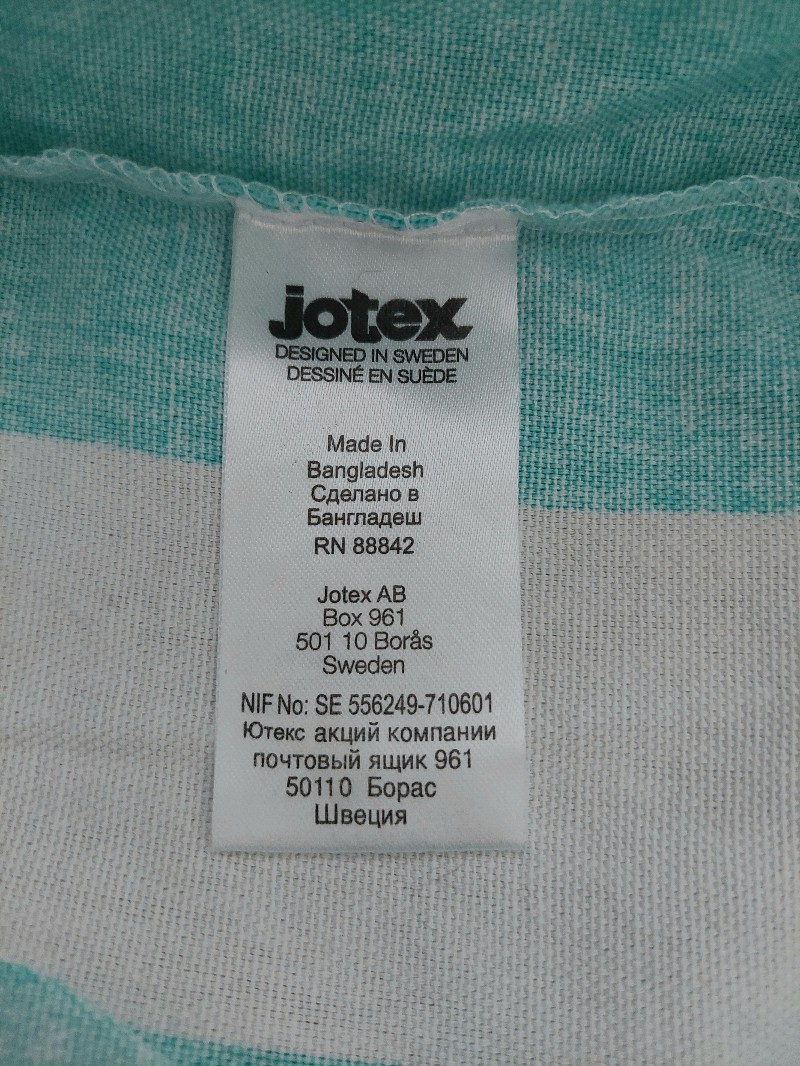 jotex
DESIGNED IN SWEDEN
DESSINÉ EN SUÈDE
Made In
Bangladesh
Сделано в
Бангладеш
RN 88842
Jotex AB
Box 961
501 10 Borås
Sweden
NIF No: SE 556249-710601
Ютекс акций компании
почтовый ящик 961
50110 Борас
Швеция